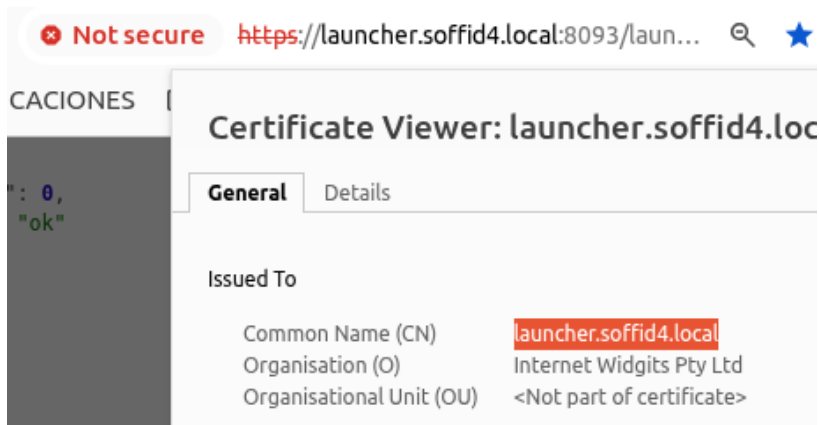 Not secure https://launcher.soffid4.local:8093/laun...
CACIONES
Certificate Viewer: launcher.soffid4.loc
General Details
": 0,
"ok"
Issued To
Common Name (CN) launcher.soffid4.local
Organisation (O) Internet Widgits Pty Ltd
Organisational Unit (OU) <Not part of certificate>